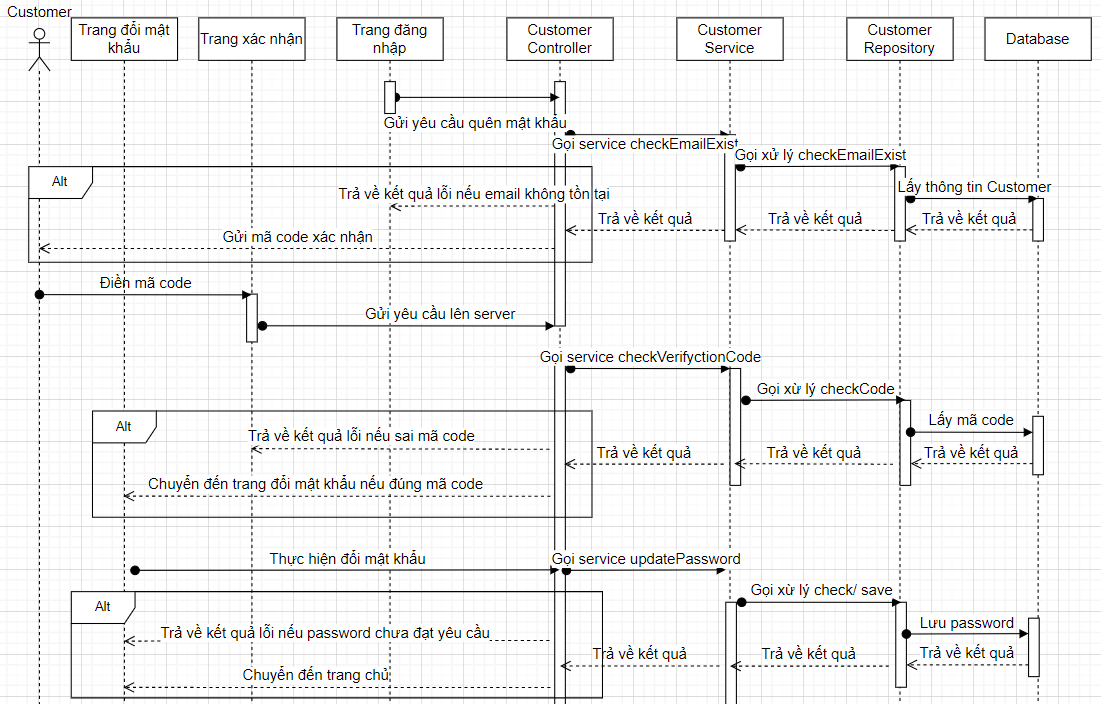 Customer
Trang đổi mật
khẩu
Trang xác nhận
Trang đăng
nhập
Customer
Controller
Customer
Service
Customer
Repository
Database
Gửi yêu cầu quên mật khẩu
Gọi service checkEmailExist
Gọi xử lý checkEmailExist
Alt
Trả về kết quả lỗi nếu email không tồn tại
Lấy thông tin Customer
Trả về kết quả
Trả về kết quả
Trả về kết quả
Gửi mã code xác nhận
Điền mã code
Gửi yêu cầu lên server
Gọi service checkVerifyctionCode
Gọi xừ lý checkCode
Alt
Lấy mã code
Trả về kết quả lỗi nếu sai mã code
Trả về kết quả
Trả về kết quả
Trả về kết quả
Chuyển đến trang đổi mật khẩu nếu đúng mã code
Thực hiện đổi mật khẩu
Gọi service updatePassword
Gọi xừ lý check/ save
Alt
Lưu password
Trả về kết quả lỗi nếu password chưa đạt yêu cầu
Trả về kết quả
Trả về kết quả
Trả về kết quả
Chuyển đến trang chủ